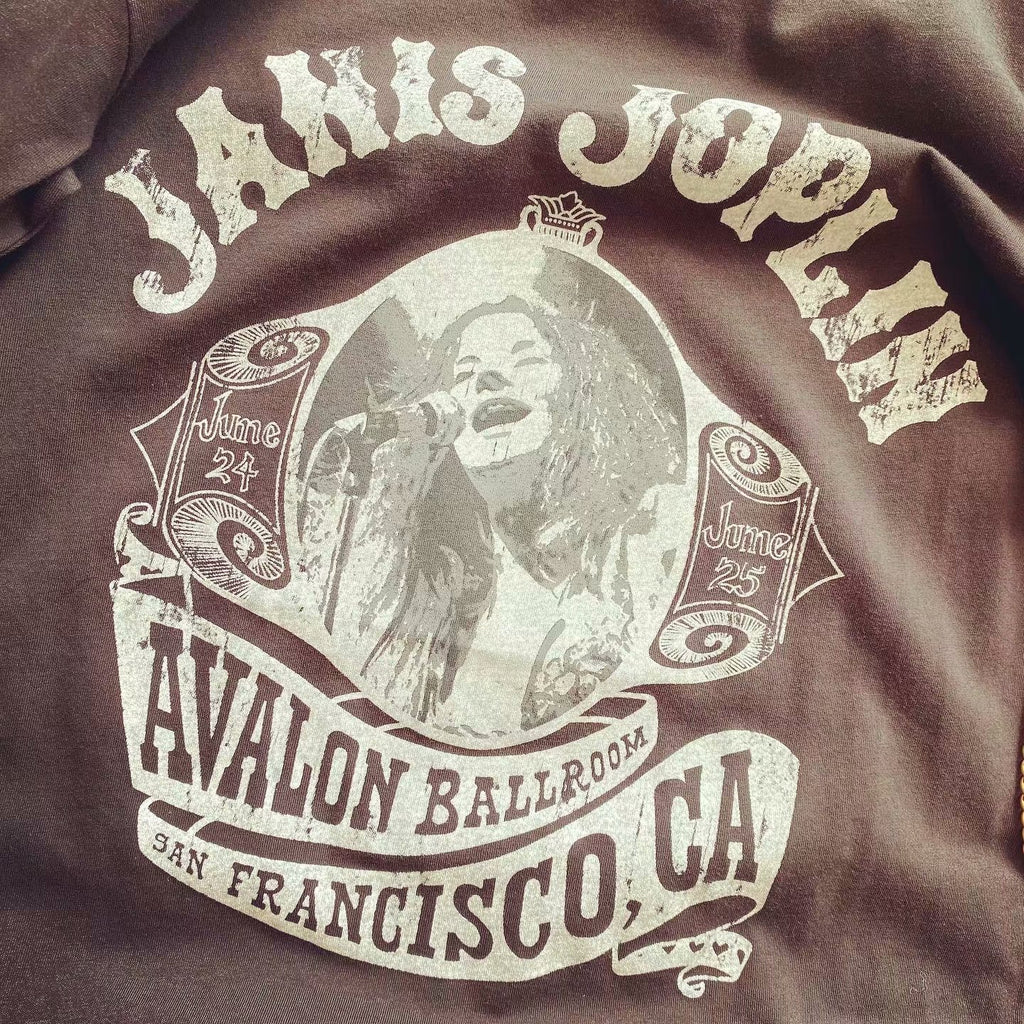 JANIS JOPLIN
June
24
June
25
AVALON BALLROOM
SAN FRANCISCO, CA